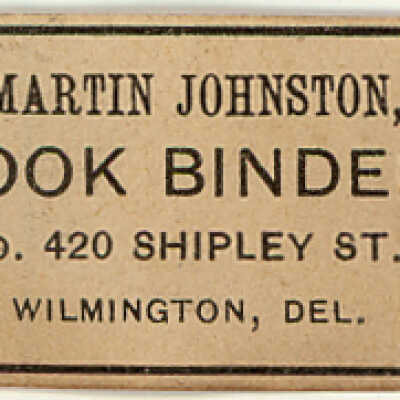 MARTIN JOHNSTON,
OOK BINDE
o. 420 SHIPLEY ST.
WILMINGTON, DEL.